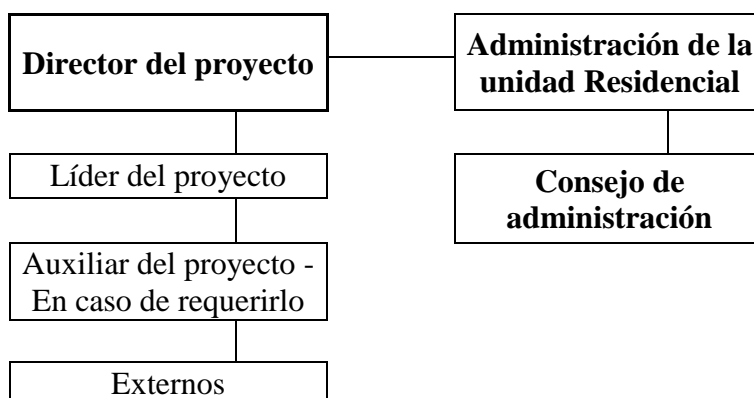 Director del proyecto
Administración de la
unidad Residencial
Líder del proyecto
Consejo de
administración
Auxiliar del proyecto -
En caso de requerirlo
Externos